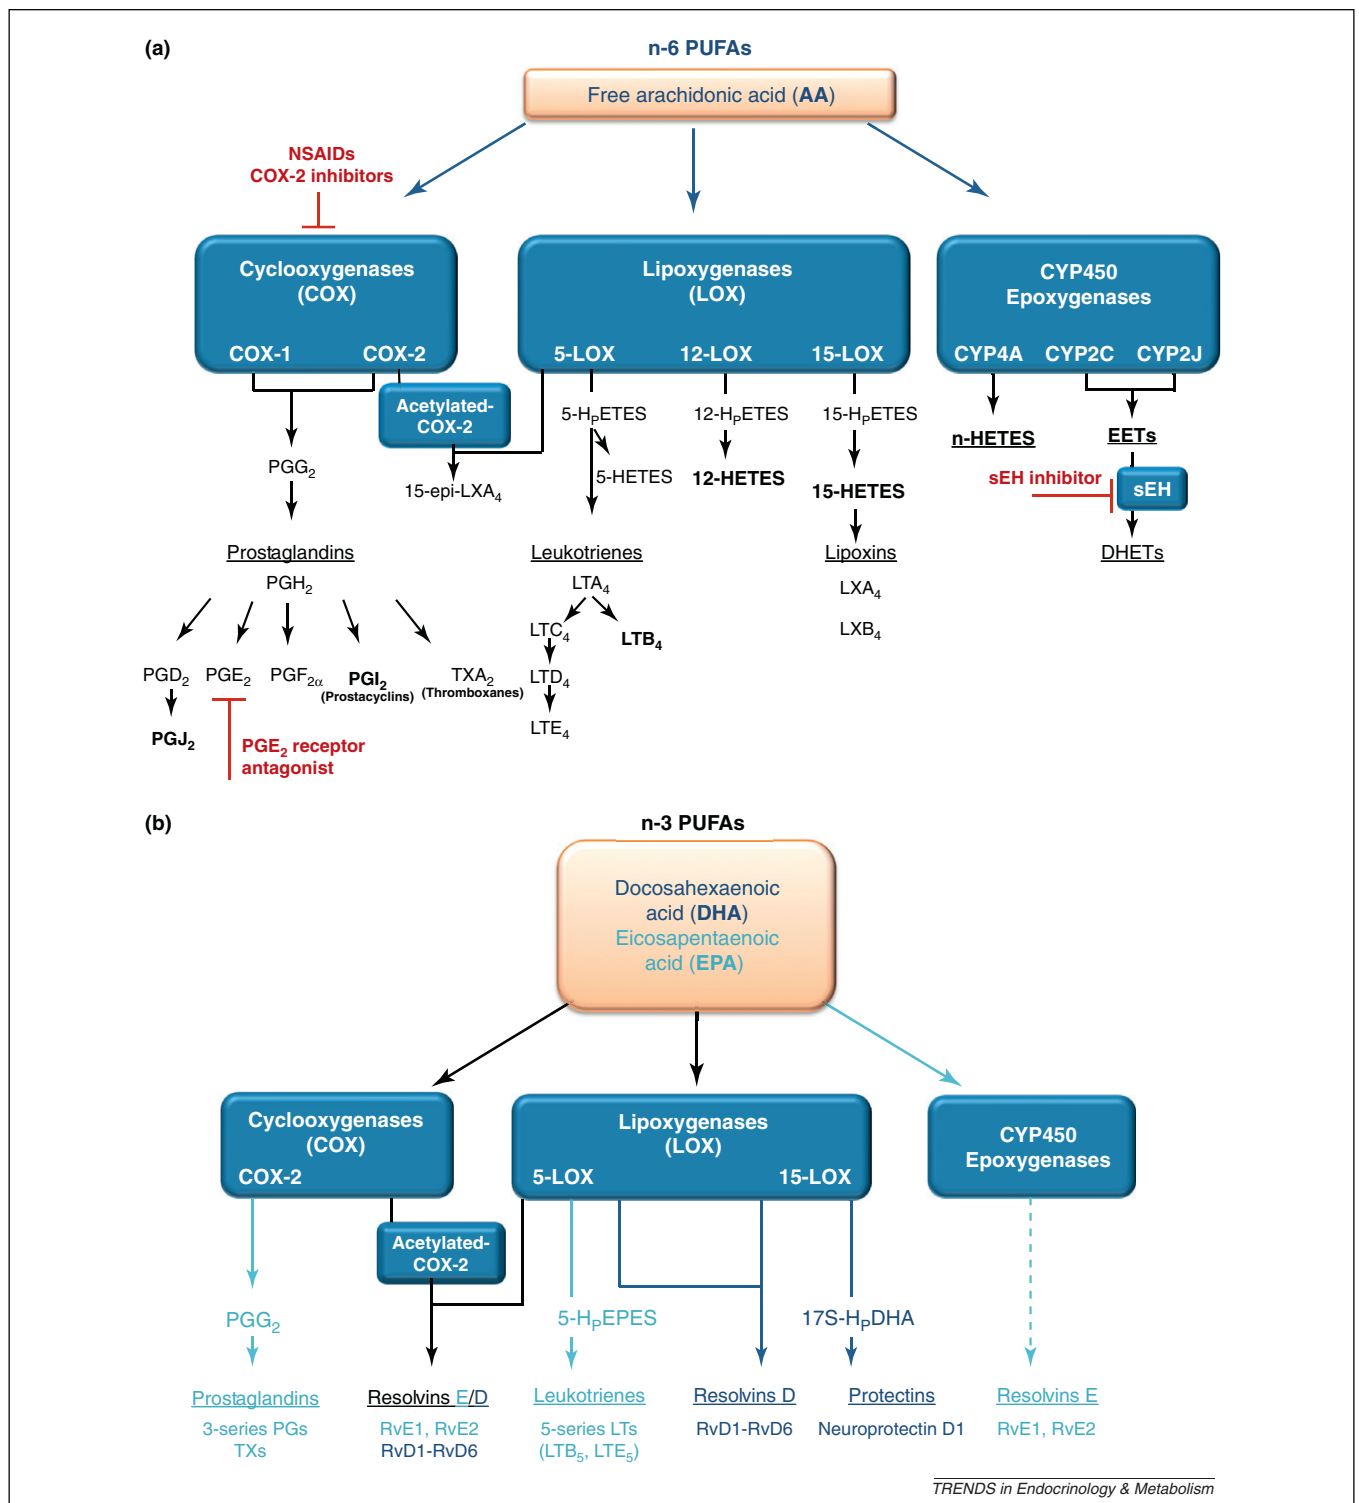 (a)
n-6 PUFAs
Free arachidonic acid (AA)
NSAIDs
COX-2 inhibitors
Cyclooxygenases
(COX)
COX-1 COX-2
Lipoxygenases
(LOX)
5-LOX 12-LOX 15-LOX
CYP450
Epoxygenases
CYP4A CYP2C CYP2J
Acetylated-
COX-2
5-HPETES 12-HPETES 15-HPETES
n-HETES EETs
PGG2
15-epi-LXA4
5-HETES
12-HETES
15-HETES
sEH inhibitor
sEH
Prostaglandins
Leukotrienes
Lipoxins
DHETs
PGH2
LTA4
LXA4
LTC4
LTB4
LXB4
PGD2 PGE2 PGF2α PGI2 TXA2
(Prostacyclins) (Thromboxanes)
LTD4
PGJ2
LTE4
PGE2 receptor
antagonist
(b)
n-3 PUFAs
Docosahexaenoic
acid (DHA)
Eicosapentaenoic
acid (EPA)
Cyclooxygenases
(COX)
COX-2
Lipoxygenases
(LOX)
5-LOX 15-LOX
CYP450
Epoxygenases
Acetylated-
COX-2
PGG2
5-HPEPES
17S-HPDHA
Prostaglandins
3-series PGs
TXs
Resolvins E/D
RvE1, RvE2
RvD1-RvD6
Leukotrienes
5-series LTs
(LTB5, LTE5)
Resolvins D
RvD1-RvD6
Protectins
Neuroprotectin D1
Resolvins E
RvE1, RvE2
TRENDS in Endocrinology & Metabolism